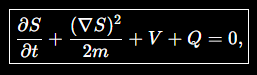 ∂S/∂t + (∇S)²/2m + V + Q = 0,